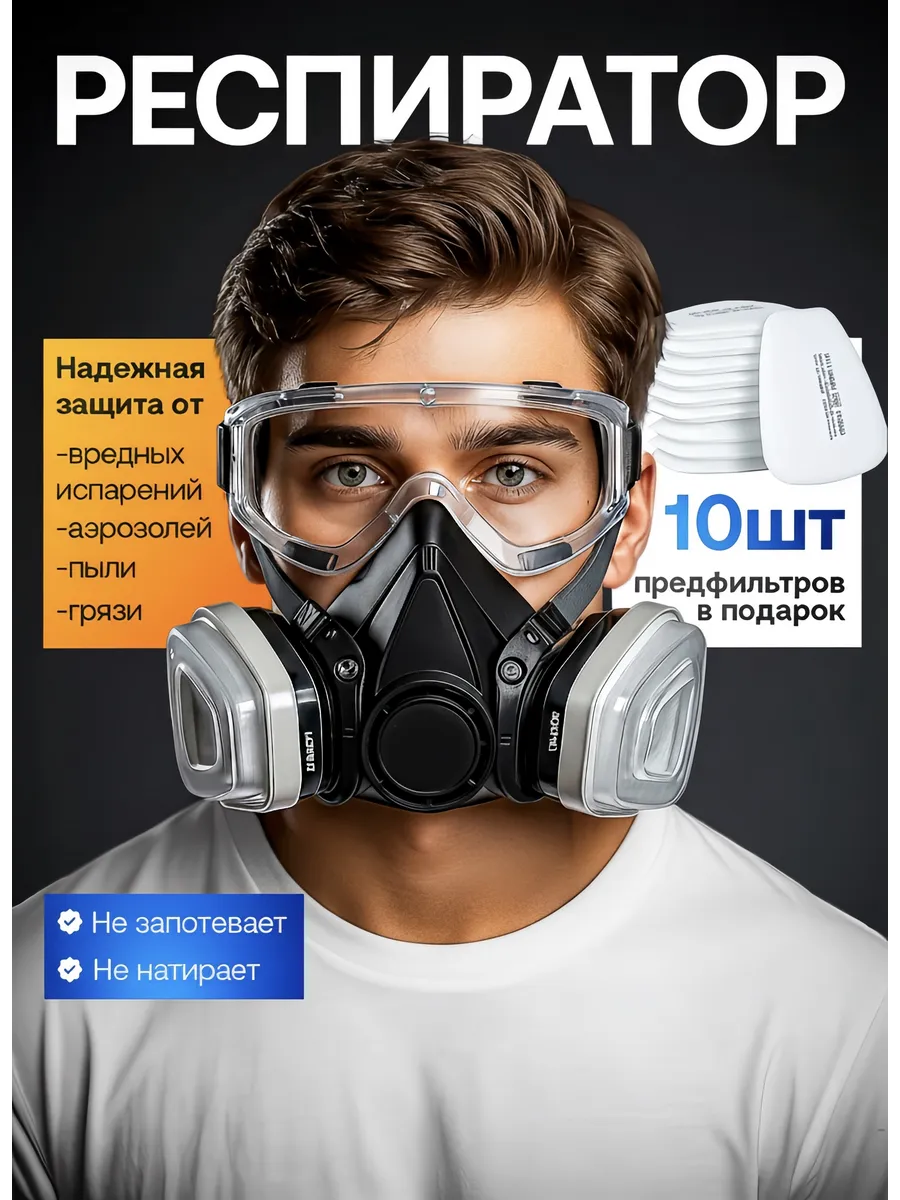 РЕСПИРАТОР
Надежная
защита от
-вредных
испарений
-аэрозолей
-пыли
-грязи
10шт
предфильтров
в подарок
Не запотевает
Не натирает